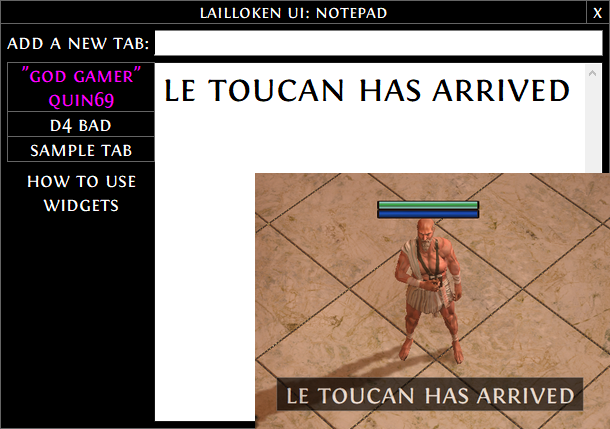 LAILLOKEN UI: NOTEPAD X
ADD A NEW TAB:
"GOD GAMER"
QUIN69
D4 BAD
SAMPLE TAB
HOW TO USE
WIDGETS
LE TOUCAN HAS ARRIVED
LE TOUCAN HAS ARRIVED